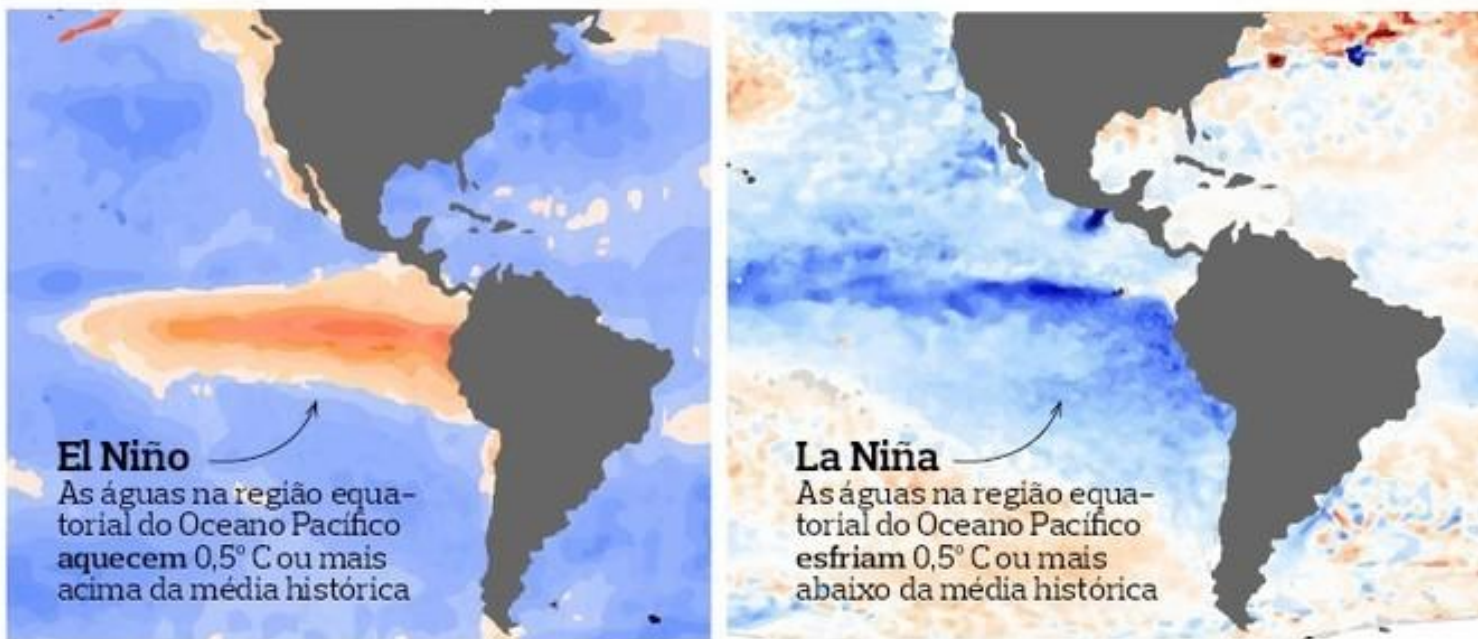 El Niño
As águas na região equa-
torial do Oceano Pacífico
aquecem 0,5º C ou mais
acima da média histórica
La Niña
As águas na região equa-
torial do Oceano Pacífico
esfriam 0,5º C ou mais
abaixo da média histórica